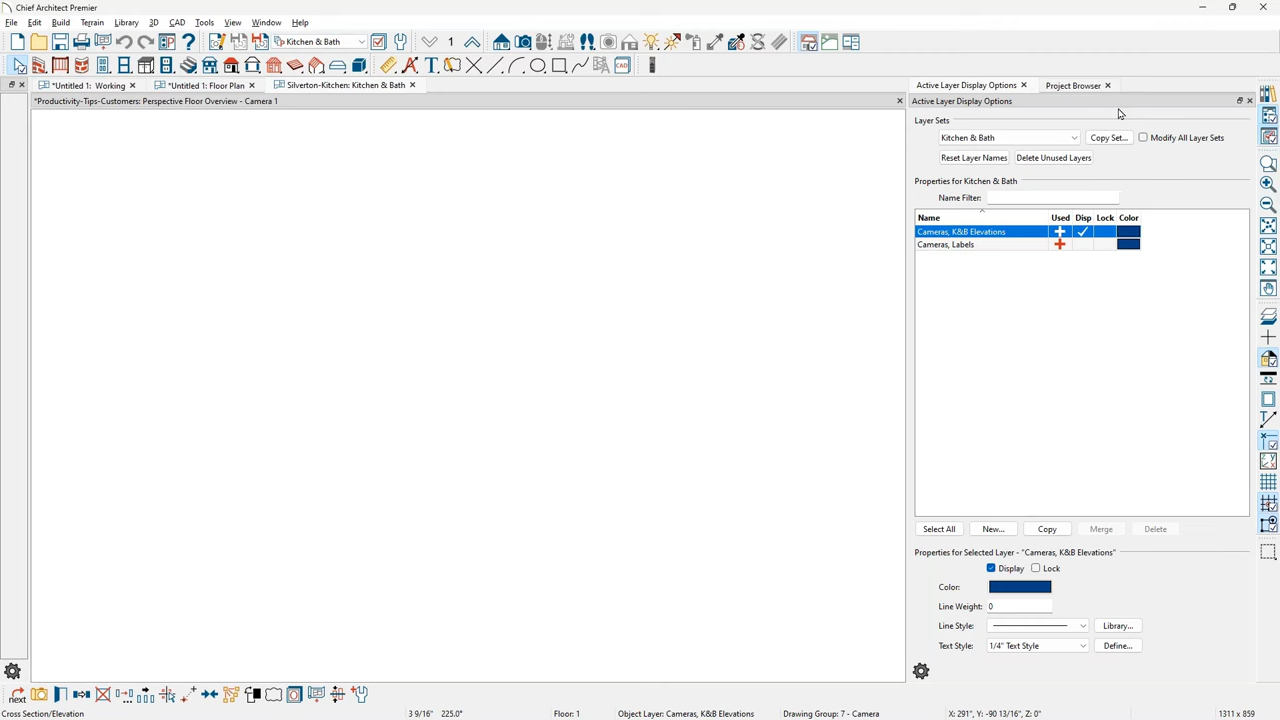 Chief Architect Premier
File Edit Build Terrain Library 3D CAD Tools View Window Help
Kitchen & Bath 1
*Untitled 1: Working *Untitled 1: Floor Plan Silverton-Kitchen: Kitchen & Bath Active Layer Display Options Project Browser
*Productivity-Tips-Customers: Perspective Floor Overview - Camera 1 Active Layer Display Options
Layer Sets
Kitchen & Bath Copy Set... Modify All Layer Sets
Reset Layer Names Delete Unused Layers
Properties for Kitchen & Bath
Name Filter:
Name Used Disp Lock Color
Cameras, K&B Elevations
Cameras, Labels
Select All New... Copy Merge Delete
Properties for Selected Layer - "Cameras, K&B Elevations"
Display Lock
Color:
Line Weight: 0
Line Style: Library...
Text Style: 1/4" Text Style Define...
next
Cross Section/Elevation 3 9/16" 225.0° Floor: 1 Object Layer: Cameras, K&B Elevations Drawing Group: 7 - Camera X: 291", Y: -90 13/16", Z: 0" 1311 x 859